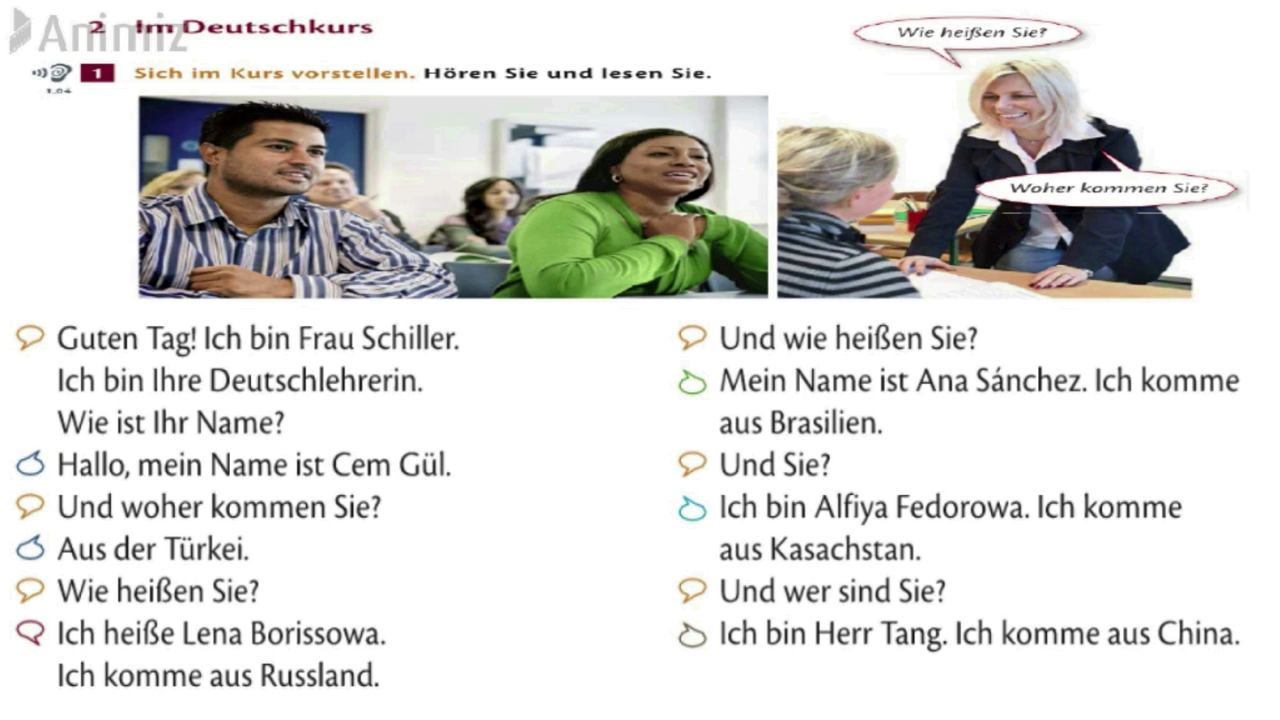 Animiz
2 Im Deutschkurs
Wie heißen Sie?
1 Sich im Kurs vorstellen. Hören Sie und lesen Sie.
1.04
Woher kommen Sie?
Guten Tag! Ich bin Frau Schiller.
Ich bin Ihre Deutschlehrerin.
Wie ist Ihr Name?
Hallo, mein Name ist Cem Gül.
Und woher kommen Sie?
Aus der Türkei.
Wie heißen Sie?
Ich heiße Lena Borissowa.
Ich komme aus Russland.
Und wie heißen Sie?
Mein Name ist Ana Sánchez. Ich komme
aus Brasilien.
Und Sie?
Ich bin Alfiya Fedorowa. Ich komme
aus Kasachstan.
Und wer sind Sie?
Ich bin Herr Tang. Ich komme aus China.